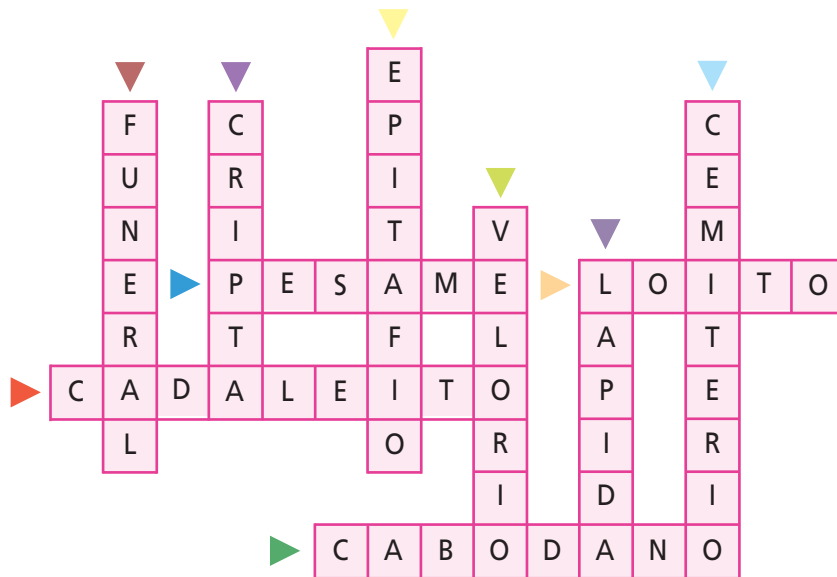 EPITAFIO
FUNERAL
CRIPTA
CEMITERIO
VELORIO
PESAME
LOITO
LAPIDA
CADALEITO
CABODANO